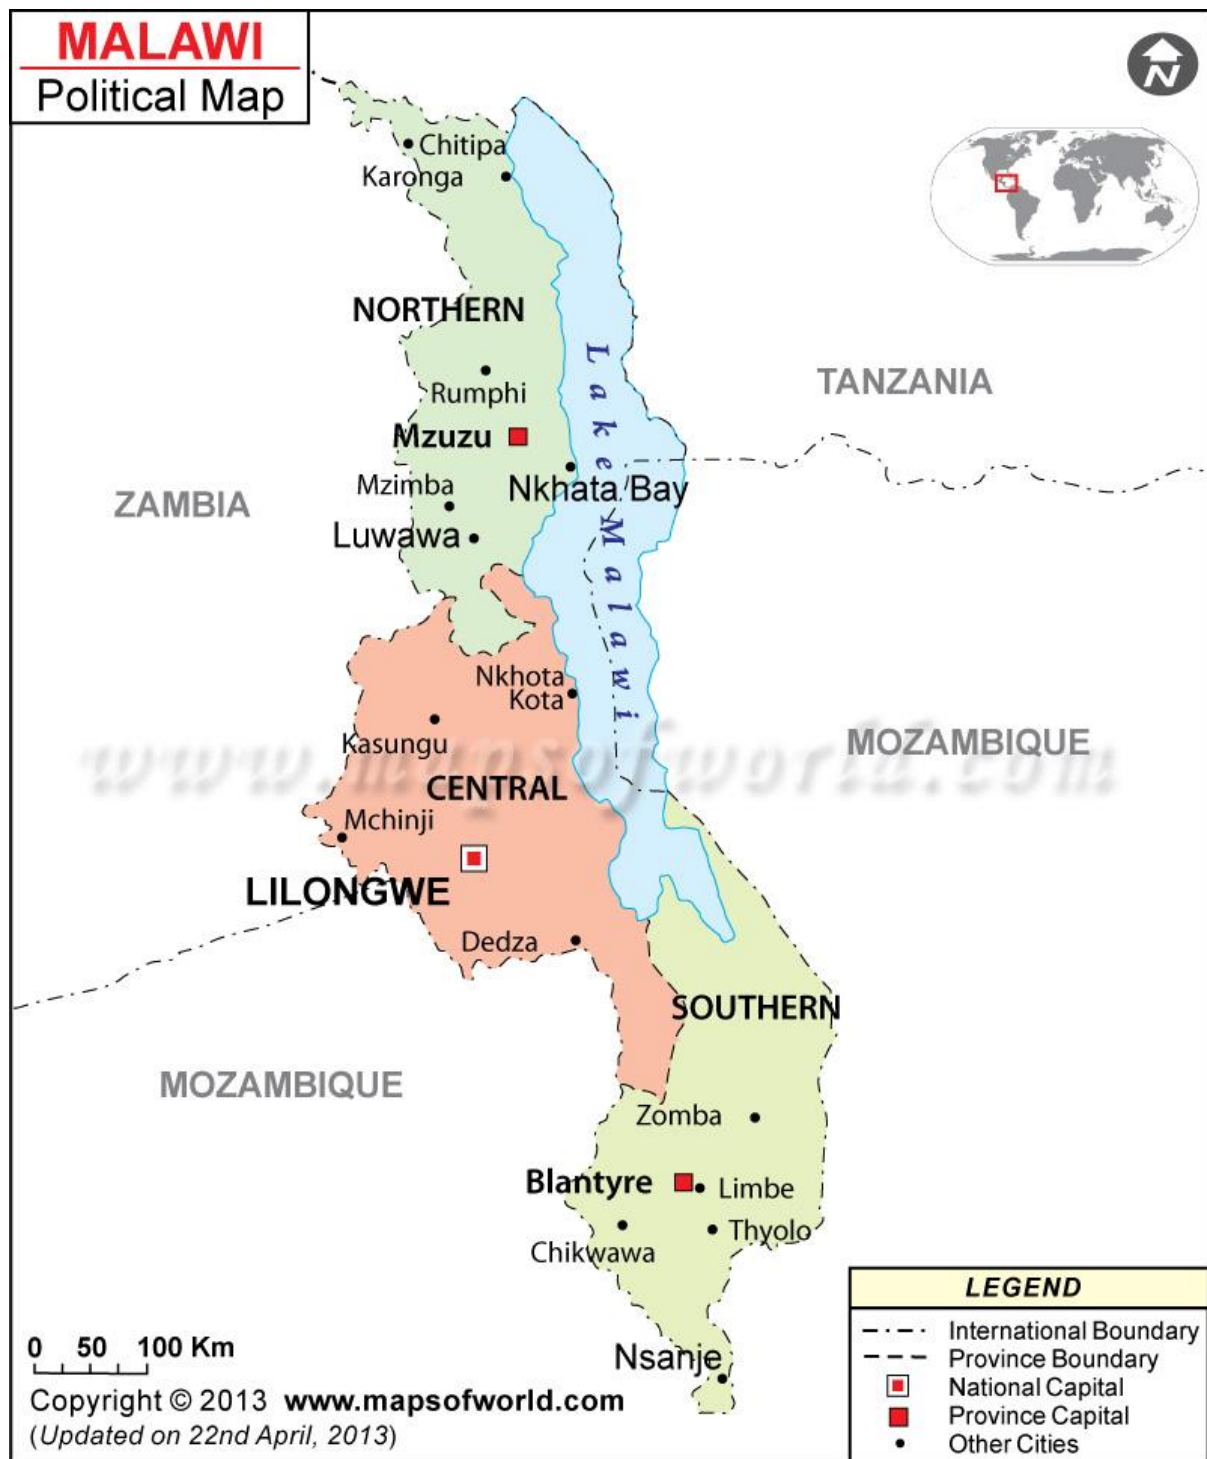 MALAWI
Political Map
N
Chitipa
Karonga
NORTHERN
Rumphi
Mzuzu
Mzimba
Luwawa
Nkhata Bay
Lake Malawi
TANZANIA
ZAMBIA
Nkhota
Kota
Kasungu
MOZAMBIQUE
www.mapsofworld.com
CENTRAL
Mchinji
LILONGWE
Dedza
SOUTHERN
MOZAMBIQUE
Zomba
Blantyre
Limbe
Chikwawa
Thyolo
Nsanje
0 50 100 Km
Copyright © 2013 www.mapsofworld.com
(Updated on 22nd April, 2013)
LEGEND
International Boundary
Province Boundary
National Capital
Province Capital
Other Cities